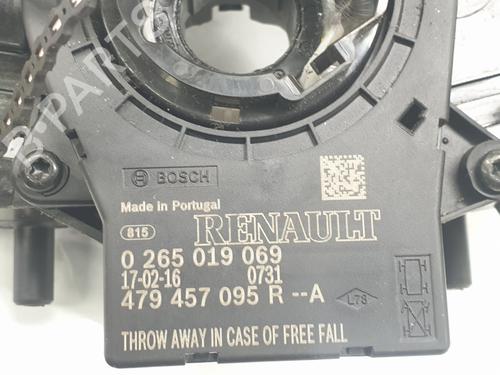 B-PARTS
BOSCH
Made in Portugal
815
RENAULT
0 265 019 069
17-02-16 0731
479 457 095 R --A
L78
THROW AWAY IN CASE OF FREE FALL